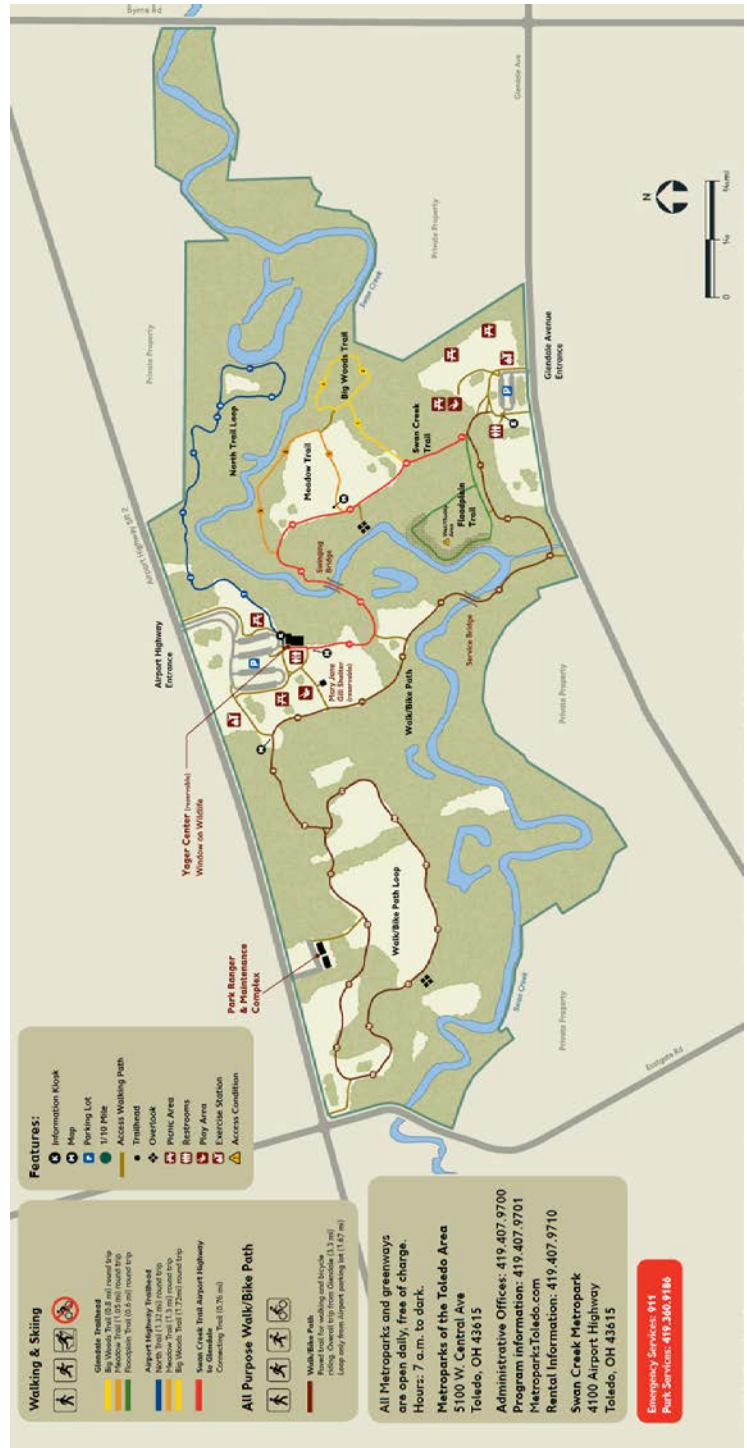 Walking & Skiing
Glendale Trailhead
Big Woods Trail (0.8 mi) round trip
Meadow Trail (1.05 mi) round trip
Floodplain Trail (0.6 mi) round trip
Airport Highway Trailhead
North Trail (1.32 mi) round trip
Meadow Trail (1.3 mi) round trip
Big Woods Trail (1.72mi) round trip
Swan Creek Trail Airport Highway
to Glendale
Connecting Trail (0.76 mi)
All Purpose Walk/Bike Path
Walk/Bike Path
Paved trail for walking and bicycle
riding. Overall trip from Glendale (3.3 mi)
Loop only from Airport parking lot (1.67 mi)
Features:
Information Kiosk
Map
P Parking Lot
1/10 Mile
Access Walking Path
Trailhead
Overlook
Picnic Area
Restrooms
Play Area
Exercise Station
Access Condition
All Metroparks and greenways
are open daily, free of charge.
Hours: 7 a.m. to dark.
Metroparks of the Toledo Area
5100 W. Central Ave
Toledo, OH 43615
Administrative Offices: 419.407.9700
Program information: 419.407.9701
MetroparksToledo.com
Rental Information: 419.407.9710
Swan Creek Metropark
4100 Airport Highway
Toledo, OH 43615
Emergency Services: 911
Park Services: 419.360.9186
Park Ranger
& Maintenance
Complex
Yager Center (reservable)
Window on Wildlife
Airport Highway
Entrance
Airport Highway SR 2
Private Property
Byrne Rd
North Trail Loop
P
Mary Jane
Gill Shelter
(reservable)
Swinging
Bridge
Meadow Trail
Big Woods Trail
Swan Creek
Private Property
Walk/Bike Path Loop
Walk/Bike Path
Service Bridge
Floodplain
Trail
Swan Creek
Trail
P
Glendale Avenue
Entrance
Glendale Ave
Swan Creek
Private Property
Private Property
Eastgate Rd
N
0